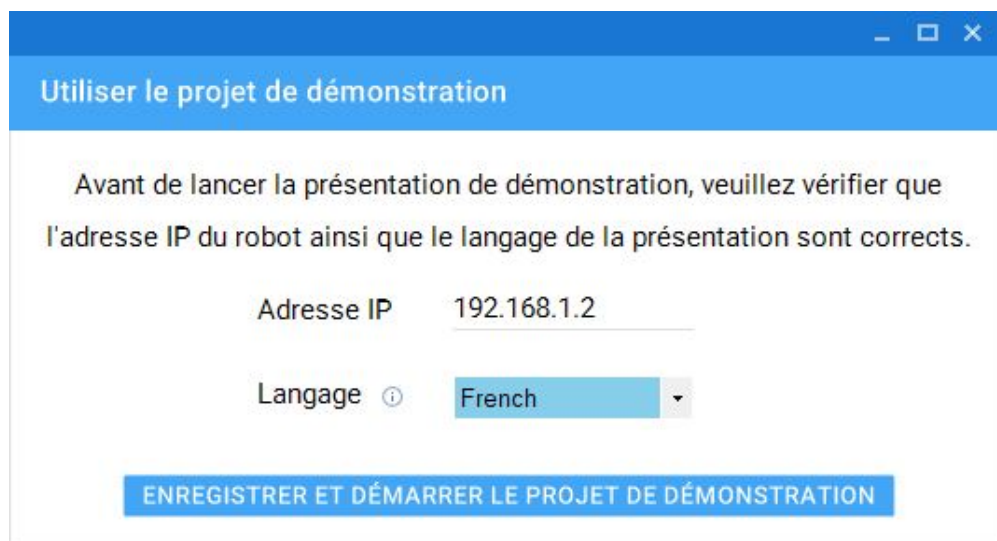 Utiliser le projet de démonstration
Avant de lancer la présentation de démonstration, veuillez vérifier que
l'adresse IP du robot ainsi que le langage de la présentation sont corrects.
Adresse IP 192.168.1.2
Langage French
ENREGISTRER ET DÉMARRER LE PROJET DE DÉMONSTRATION